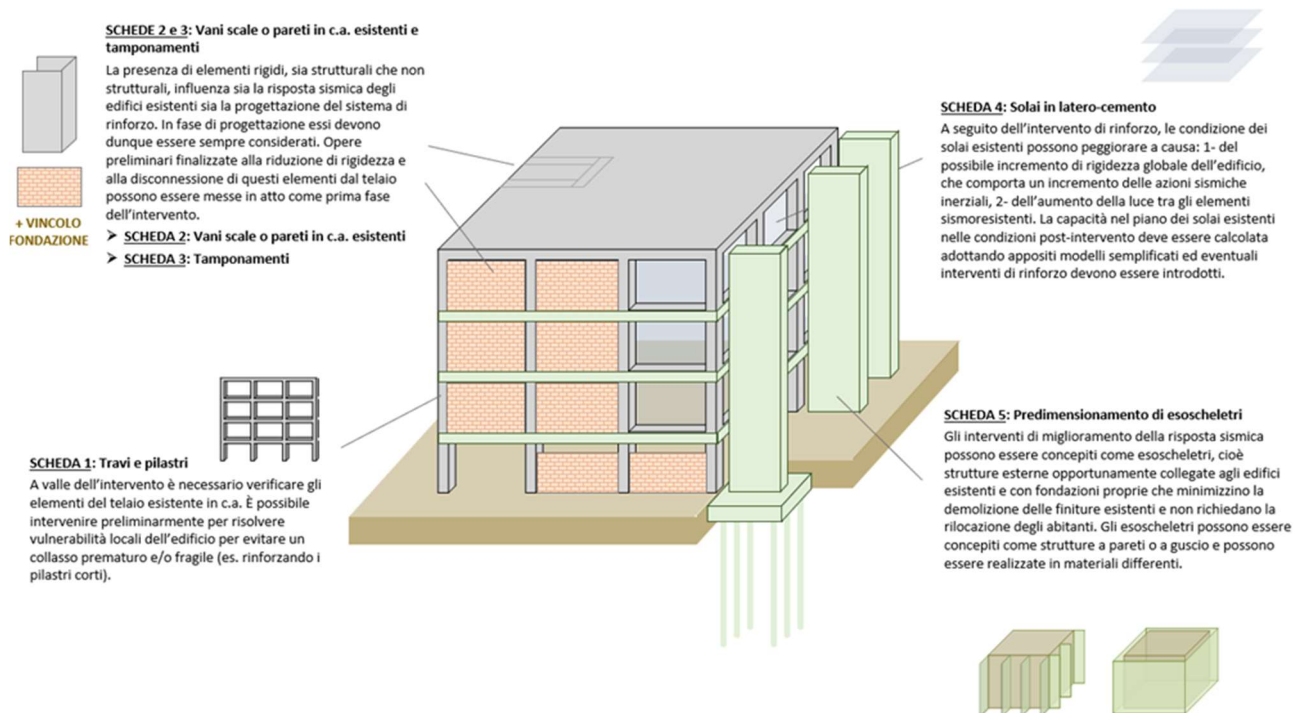 SCHEDE 2 e 3: Vani scale o pareti in c.a. esistenti e
tamponamenti
La presenza di elementi rigidi, sia strutturali che non
strutturali, influenza sia la risposta sismica degli
edifici esistenti sia la progettazione del sistema di
rinforzo. In fase di progettazione essi devono
dunque essere sempre considerati. Opere
preliminari finalizzate alla riduzione di rigidezza e
alla disconnessione di questi elementi dal telaio
possono essere messe in atto come prima fase
dell'intervento.
➢ SCHEDA 2: Vani scale o pareti in c.a. esistenti
➢ SCHEDA 3: Tamponamenti
+ VINCOLO
FONDAZIONE
SCHEDA 4: Solai in latero-cemento
A seguito dell'intervento di rinforzo, le condizione dei
solai esistenti possono peggiorare a causa: 1- del
possibile incremento di rigidezza globale dell'edificio,
che comporta un incremento delle azioni sismiche
inerziali, 2- dell'aumento della luce tra gli elementi
sismoresistenti. La capacità nel piano dei solai esistenti
nelle condizioni post-intervento deve essere calcolata
adottando appositi modelli semplificati ed eventuali
interventi di rinforzo devono essere introdotti.
SCHEDA 1: Travi e pilastri
A valle dell'intervento è necessario verificare gli
elementi del telaio esistente in c.a. È possibile
intervenire preliminarmente per risolvere
vulnerabilità locali dell'edificio per evitare un
collasso prematuro e/o fragile (es. rinforzando i
pilastri corti).
SCHEDA 5: Predimensionamento di esoscheletri
Gli interventi di miglioramento della risposta sismica
possono essere concepiti come esoscheletri, cioè
strutture esterne opportunamente collegate agli edifici
esistenti e con fondazioni proprie che minimizzino la
demolizione delle finiture esistenti e non richiedano la
rilocazione degli abitanti. Gli esoscheletri possono essere
concepiti come strutture a pareti o a guscio e possono
essere realizzate in materiali differenti.